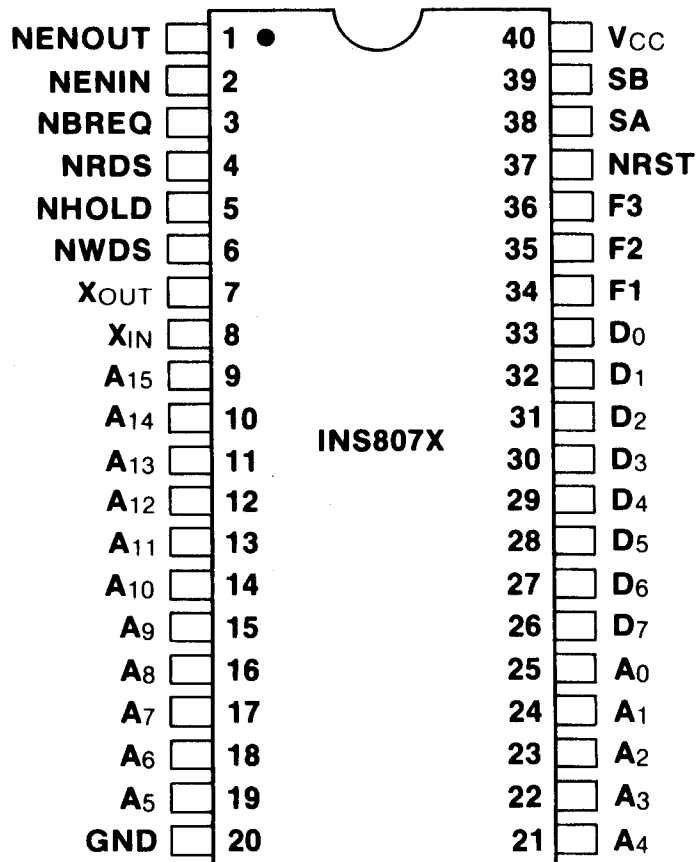 NENOUT 1 40 VCC
NENIN 2 39 SB
NBREQ 3 38 SA
NRDS 4 37 NRST
NHOLD 5 36 F3
NWDS 6 35 F2
XOUT 7 34 F1
XIN 8 33 D0
A15 9 32 D1
A14 10 31 D2
INS807X
A13 11 30 D3
A12 12 29 D4
A11 13 28 D5
A10 14 27 D6
A9 15 26 D7
A8 16 25 A0
A7 17 24 A1
A6 18 23 A2
A5 19 22 A3
GND 20 21 A4